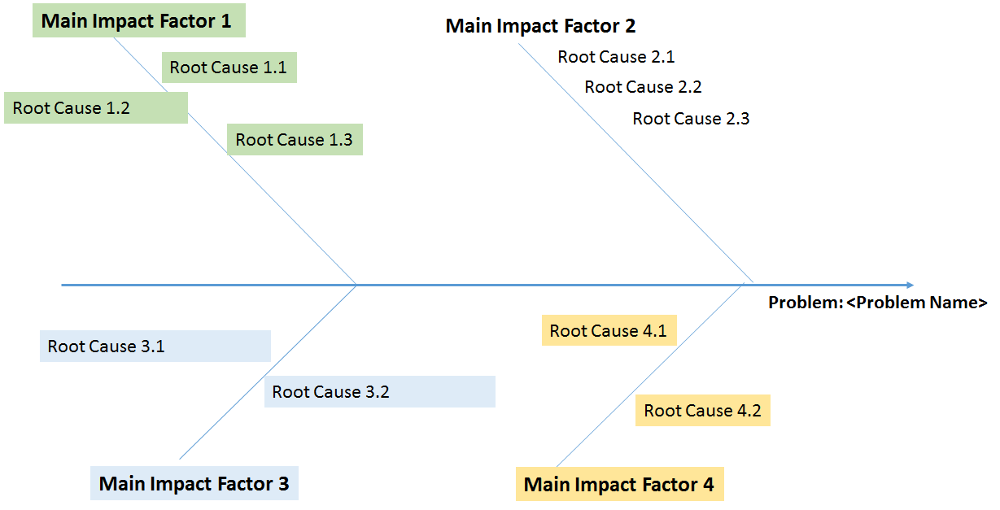 Main Impact Factor 1
Main Impact Factor 2
Root Cause 1.1
Root Cause 2.1
Root Cause 2.2
Root Cause 1.2
Root Cause 2.3
Root Cause 1.3
Problem: <Problem Name>
Root Cause 3.1
Root Cause 4.1
Root Cause 3.2
Root Cause 4.2
Main Impact Factor 3
Main Impact Factor 4